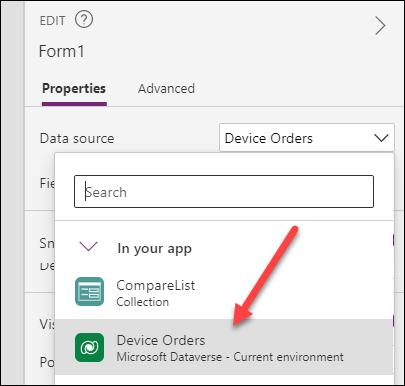 EDIT ?
Form1
Properties Advanced
Data source Device Orders
Fie
Search
In your app
Sn
De
CompareList
Collection
Vis
Device Orders
Microsoft Dataverse - Current environment
Po